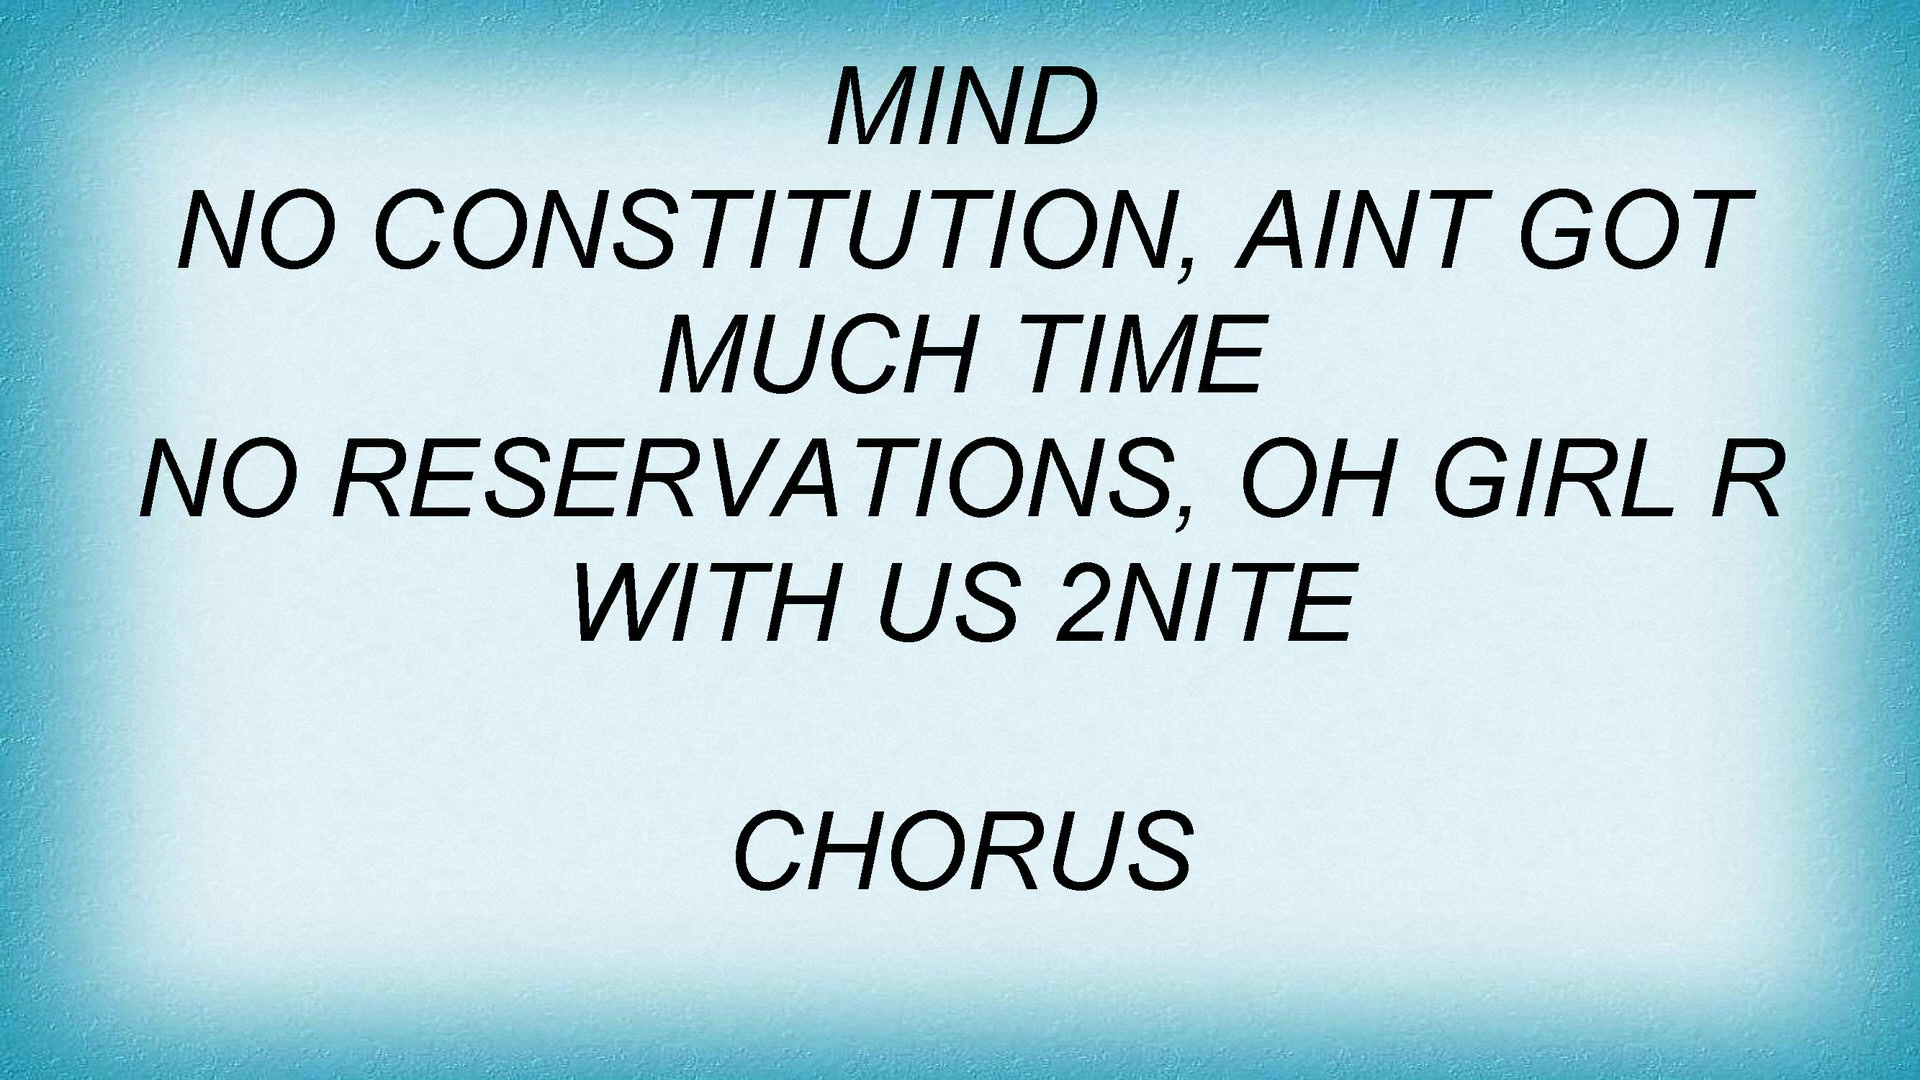 MIND
NO CONSTITUTION, AINT GOT
MUCH TIME
NO RESERVATIONS, OH GIRL R
WITH US 2NITE
CHORUS